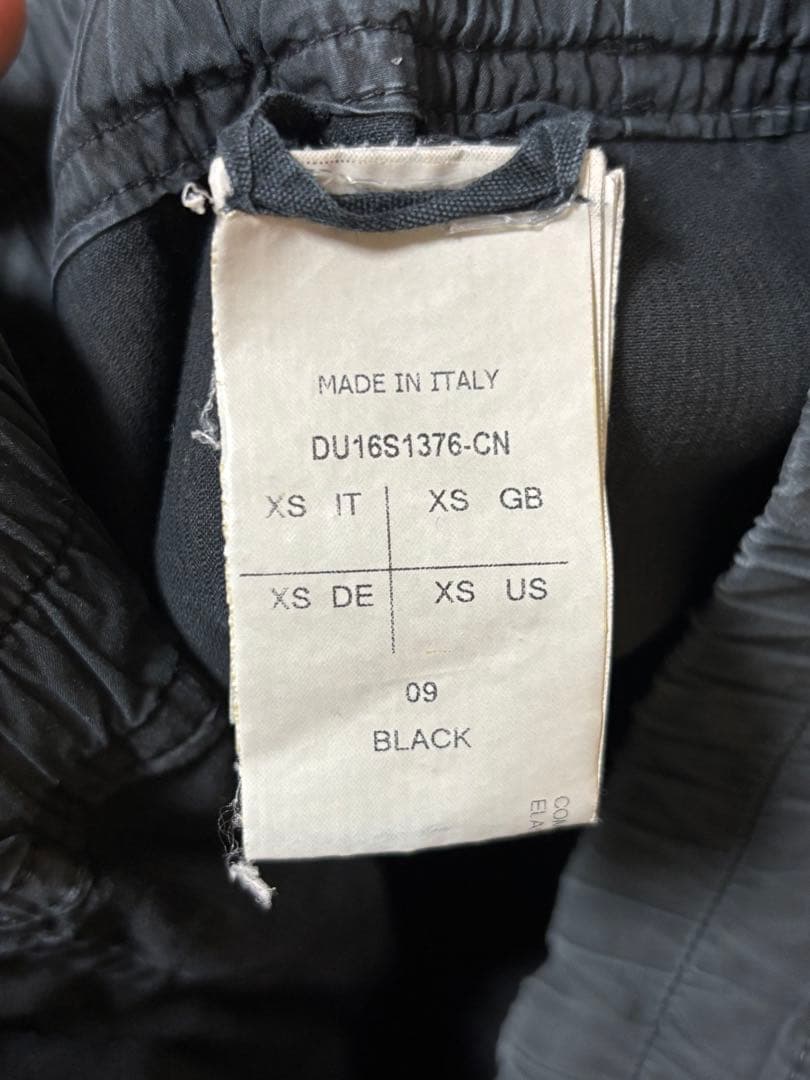 MADE IN ITALY
DU16S1376-CN
XS IT XS GB
XS DE XS US
09
BLACK